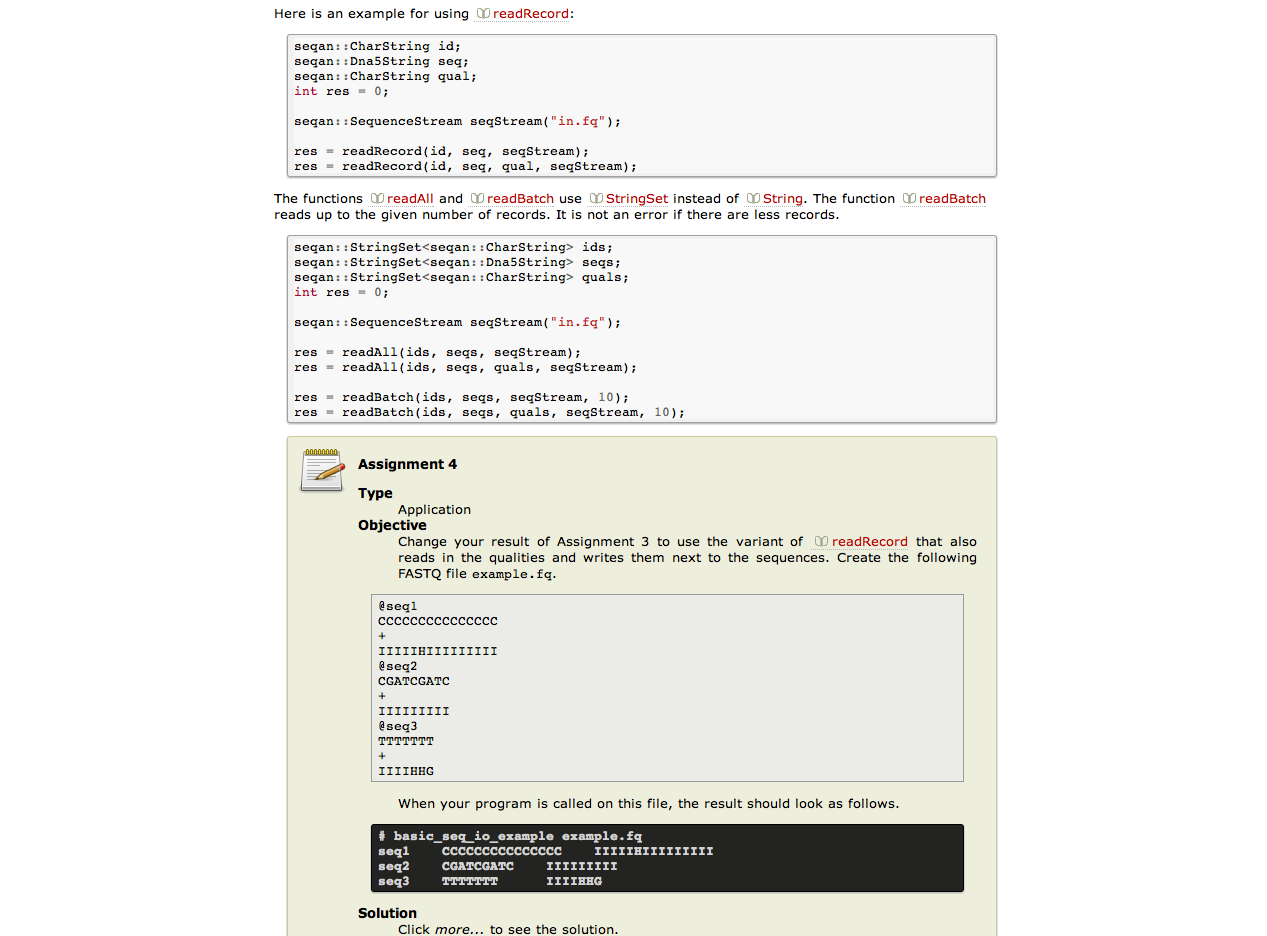 Here is an example for using readRecord:
seqan::CharString id;
seqan::Dna5String seq;
seqan::CharString qual;
int res = 0;
seqan::SequenceStream seqStream("in.fq");
res = readRecord(id, seq, seqStream);
res = readRecord(id, seq, qual, seqStream);
The functions readAll and readBatch use StringSet instead of String. The function readBatch
reads up to the given number of records. It is not an error if there are less records.
seqan::StringSet<seqan::CharString> ids;
seqan::StringSet<seqan::Dna5String> seqs;
seqan::StringSet<seqan::CharString> quals;
int res = 0;
seqan::SequenceStream seqStream("in.fq");
res = readAll(ids, seqs, seqStream);
res = readAll(ids, seqs, quals, seqStream);
res = readBatch(ids, seqs, seqStream, 10);
res = readBatch(ids, seqs, quals, seqStream, 10);
Assignment 4
Type
Application
Objective
Change your result of Assignment 3 to use the variant of readRecord that also
reads in the qualities and writes them next to the sequences. Create the following
FASTQ file example.fq.
@seq1
CCCCCCCCCCCCCCC
+
IIIIIHIIIIIIIII
@seq2
CGATCGATC
+
IIIIIIIII
@seq3
TTTTTTT
+
IIIIHHG
When your program is called on this file, the result should look as follows.
# basic_seq_io_example example.fq
seq1    CCCCCCCCCCCCCCC    IIIIIHIIIIIIIII
seq2    CGATCGATC    IIIIIIIII
seq3    TTTTTTT      IIIIHHG
Solution
Click more... to see the solution.